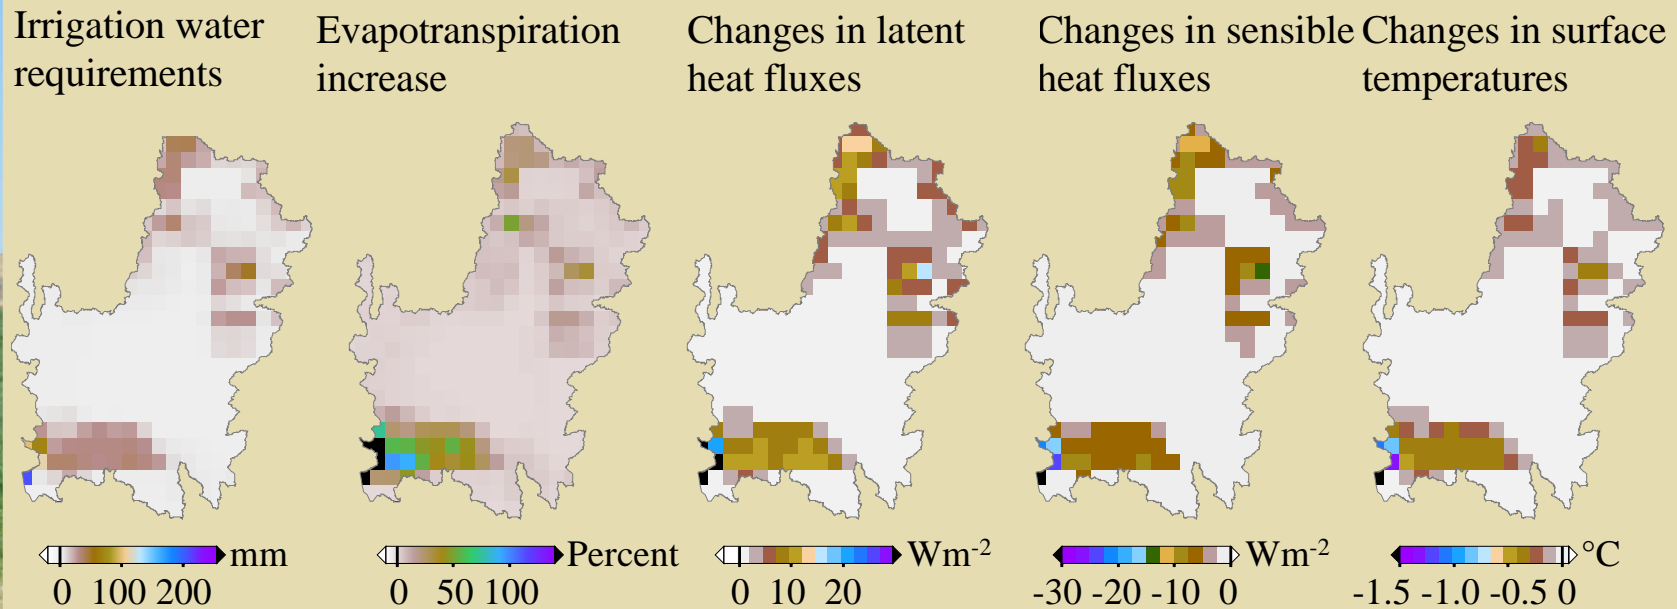 Irrigation water
requirements
Evapotranspiration
increase
Changes in latent
heat fluxes
Changes in sensible
heat fluxes
Changes in surface
temperatures
mm
0 100 200
Percent
0 50 100
Wm-2
0 10 20
Wm-2
-30 -20 -10 0
°C
-1.5 -1.0 -0.5 0